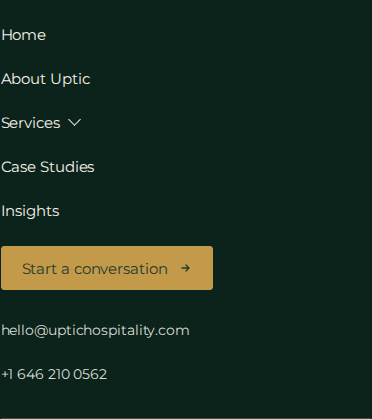 Home
About Uptic
Services
Case Studies
Insights
Start a conversation →
hello@uptichospitality.com
+1 646 210 0562